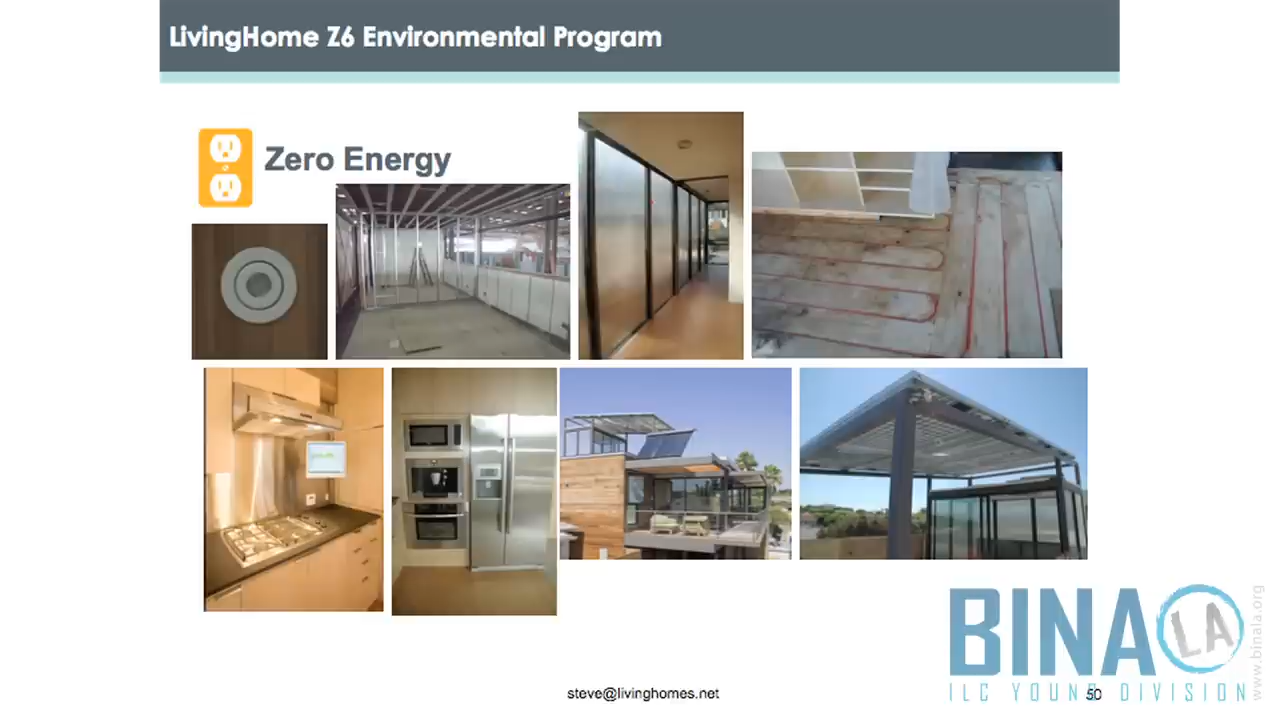 LivingHome Z6 Environmental Program
Zero Energy
BINA LA
ILC YOUNG DIVISION
www.binala.org
steve@livinghomes.net
50